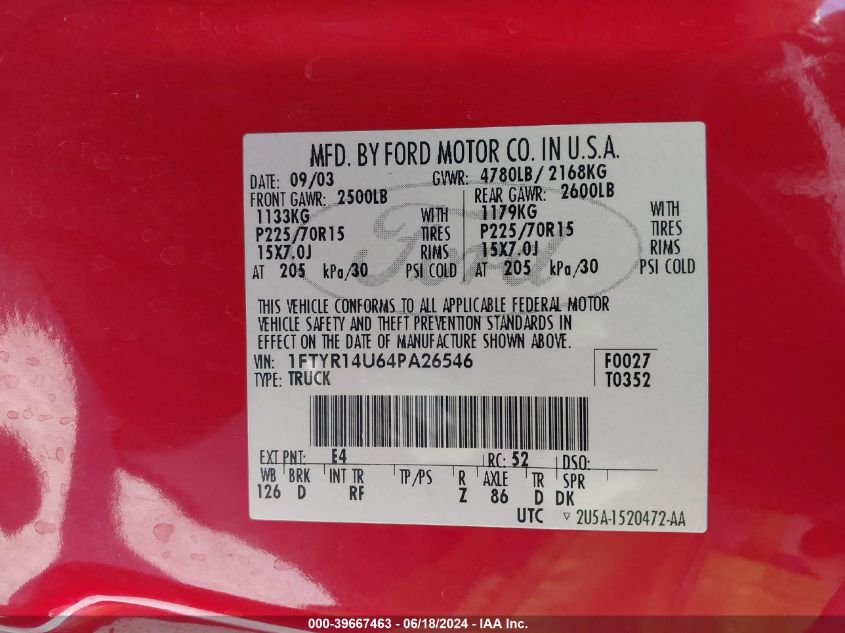 MFD. BY FORD MOTOR CO. IN U.S.A.
DATE: 09/03 GVWR: 4780LB/ 2168KG
FRONT GAWR: 2500LB REAR GAWR: 2600LB
1133KG WITH 1179KG WITH
P225/70R15 TIRES P225/70R15 TIRES
15X7.0J RIMS 15X7.0J RIMS
AT 205 kPa/30 PSI COLD AT 205 kPa/30 PSI COLD
Ford
THIS VEHICLE CONFORMS TO ALL APPLICABLE FEDERAL MOTOR
VEHICLE SAFETY AND THEFT PREVENTION STANDARDS IN
EFFECT ON THE DATE OF MANUFACTURE SHOWN ABOVE.
VIN: 1FTYR14U64PA26546 F0027
TYPE: TRUCK T0352
EXT PNT: E4 RC: 52 DSO:
WB BRK INT TR TP/PS R AXLE TR SPR
126 D RF Z 86 D DK
UTC ▿ 2U5A-1520472-AA
000-39667463 - 06/18/2024 - IAA Inc.